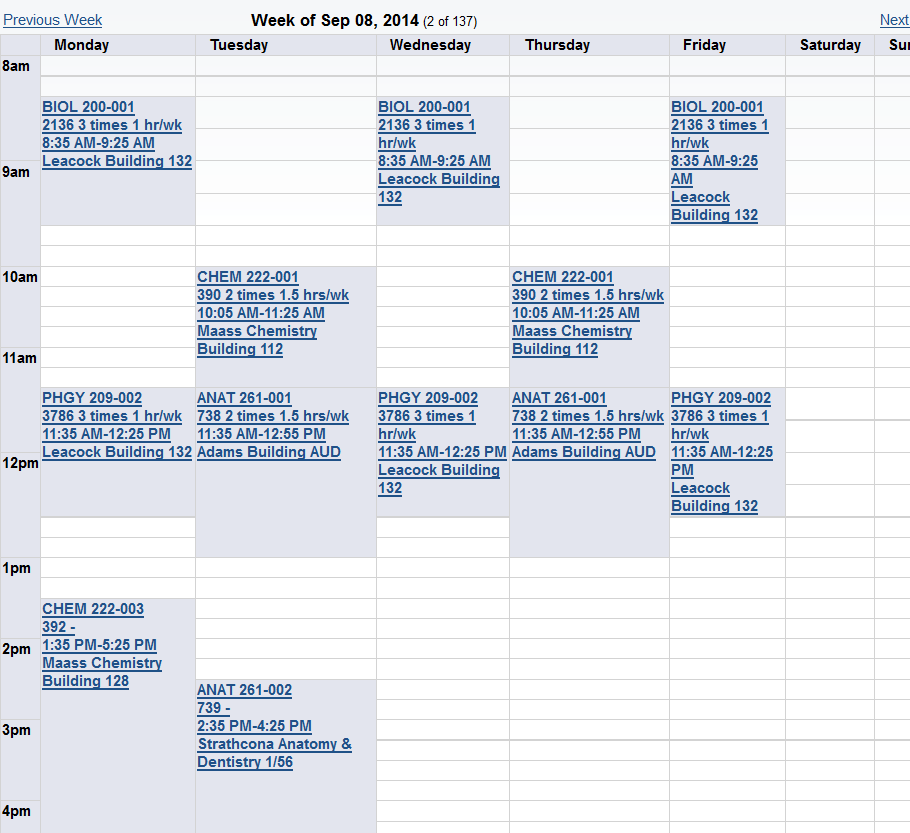 Previous Week Week of Sep 08, 2014 (2 of 137) Next
Monday Tuesday Wednesday Thursday Friday Saturday Sun
8am
BIOL 200-001
2136 3 times 1 hr/wk
8:35 AM-9:25 AM
Leacock Building 132
BIOL 200-001
2136 3 times 1
hr/wk
8:35 AM-9:25 AM
Leacock Building
132
BIOL 200-001
2136 3 times 1
hr/wk
8:35 AM-9:25
AM
Leacock
Building 132
9am
10am
CHEM 222-001
390 2 times 1.5 hrs/wk
10:05 AM-11:25 AM
Maass Chemistry
Building 112
CHEM 222-001
390 2 times 1.5 hrs/wk
10:05 AM-11:25 AM
Maass Chemistry
Building 112
11am
PHGY 209-002
3786 3 times 1 hr/wk
11:35 AM-12:25 PM
Leacock Building 132
ANAT 261-001
738 2 times 1.5 hrs/wk
11:35 AM-12:55 PM
Adams Building AUD
PHGY 209-002
3786 3 times 1
hr/wk
11:35 AM-12:25 PM
Leacock Building
132
ANAT 261-001
738 2 times 1.5 hrs/wk
11:35 AM-12:55 PM
Adams Building AUD
PHGY 209-002
3786 3 times 1
hr/wk
11:35 AM-12:25
PM
Leacock
Building 132
12pm
1pm
CHEM 222-003
392 -
1:35 PM-5:25 PM
Maass Chemistry
Building 128
2pm
ANAT 261-002
739 -
2:35 PM-4:25 PM
Strathcona Anatomy &
Dentistry 1/56
3pm
4pm